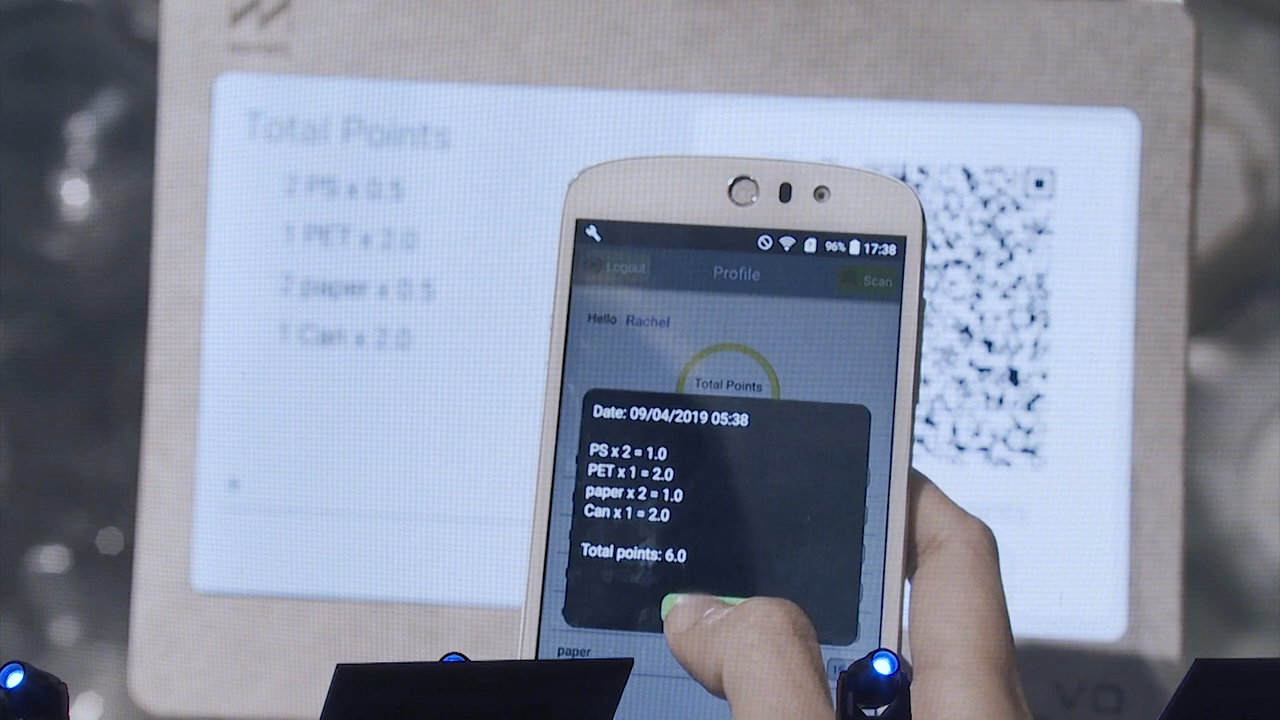 Total Points
2 PS x 0.5
1 PET x 2.0
2 paper x 0.5
1 Can x 2.0
96% 17:38
Logout Profile Scan
Hello Rachel
Total Points
Date: 09/04/2019 05:38
PS x 2 = 1.0
PET x 1 = 2.0
paper x 2 = 1.0
Can x 1 = 2.0
Total points: 6.0
paper